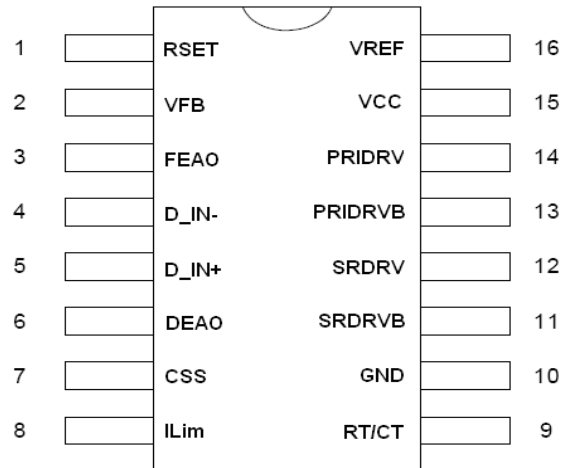 1 RSET VREF 16
2 VFB VCC 15
3 FEAO PRIDRV 14
4 D_IN- PRIDRVB 13
5 D_IN+ SRDRV 12
6 DEAO SRDRVB 11
7 CSS GND 10
8 ILim RT/CT 9